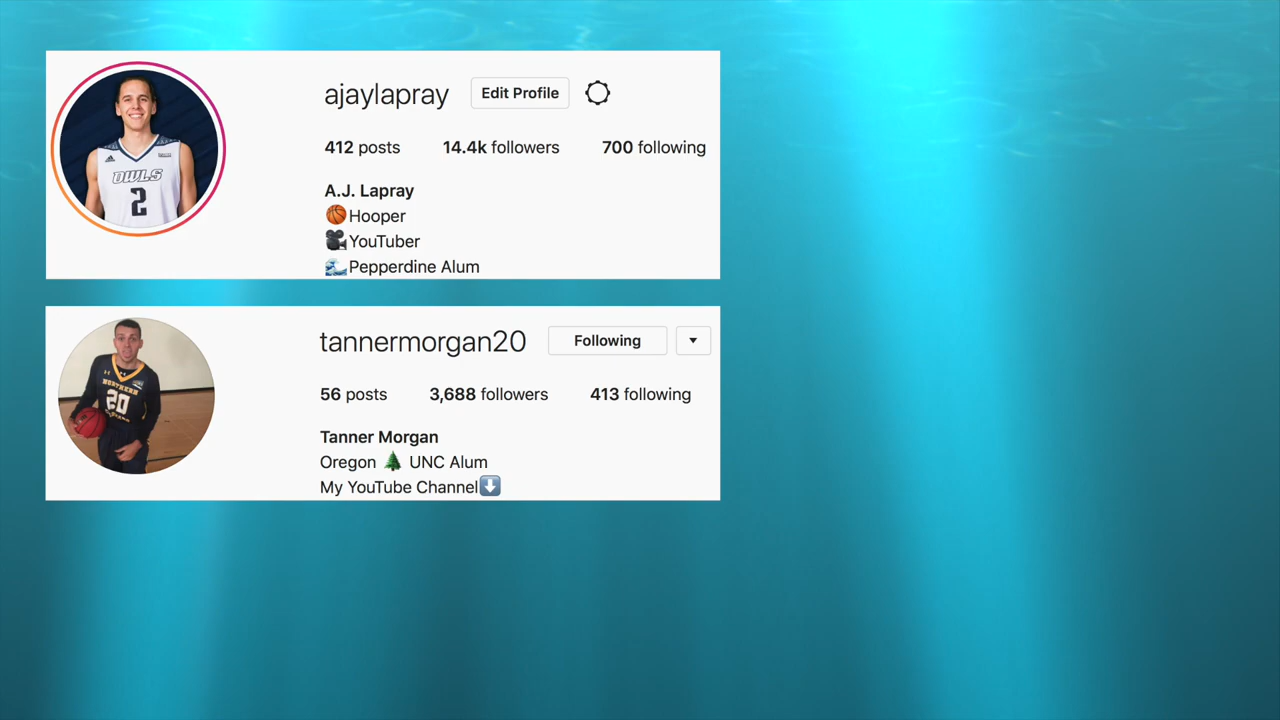 ajaylapray Edit Profile
412 posts 14.4k followers 700 following
A.J. Lapray
🏀Hooper
🎥YouTuber
🌊Pepperdine Alum
OWLS
2
tannermorgan20 Following
56 posts 3,688 followers 413 following
Tanner Morgan
Oregon 🌲 UNC Alum
My YouTube Channel⬇️
NORTHERN
20